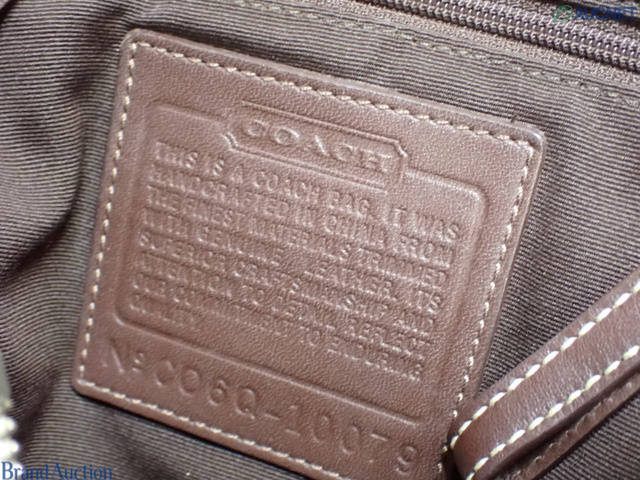 COACH
THIS IS A COACH BAG. IT WAS
HANDCRAFTED IN CHINA FROM
THE FINEST MATERIALS TRIMMED
WITH GENUINE LEATHER. ITS
SUPERIOR CRAFTSMANSHIP AND
ATTENTION TO DETAIL REFLECT
OUR COMMITMENT TO ENDURING
QUALITY.
Nº CO6Q-10079
Brand Auction